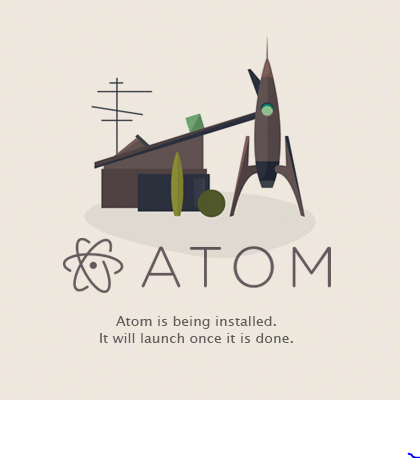 ATOM
Atom is being installed.
It will launch once it is done.